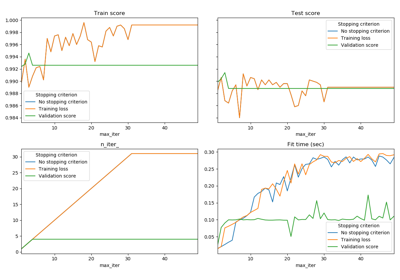 Train score
1.000
0.998
0.996
0.994
0.992
0.990
0.988
0.986
0.984
Stopping criterion
No stopping criterion
Training loss
Validation score
10
20
30
40
max_iter
Test score
Stopping criterion
No stopping criterion
Training loss
Validation score
10
20
30
40
max_iter
n_iter_
30
25
20
15
10
5
0
Stopping criterion
No stopping criterion
Training loss
Validation score
10
20
30
40
max_iter
Fit time (sec)
0.30
0.25
0.20
0.15
0.10
0.05
Stopping criterion
No stopping criterion
Training loss
Validation score
10
20
30
40
max_iter